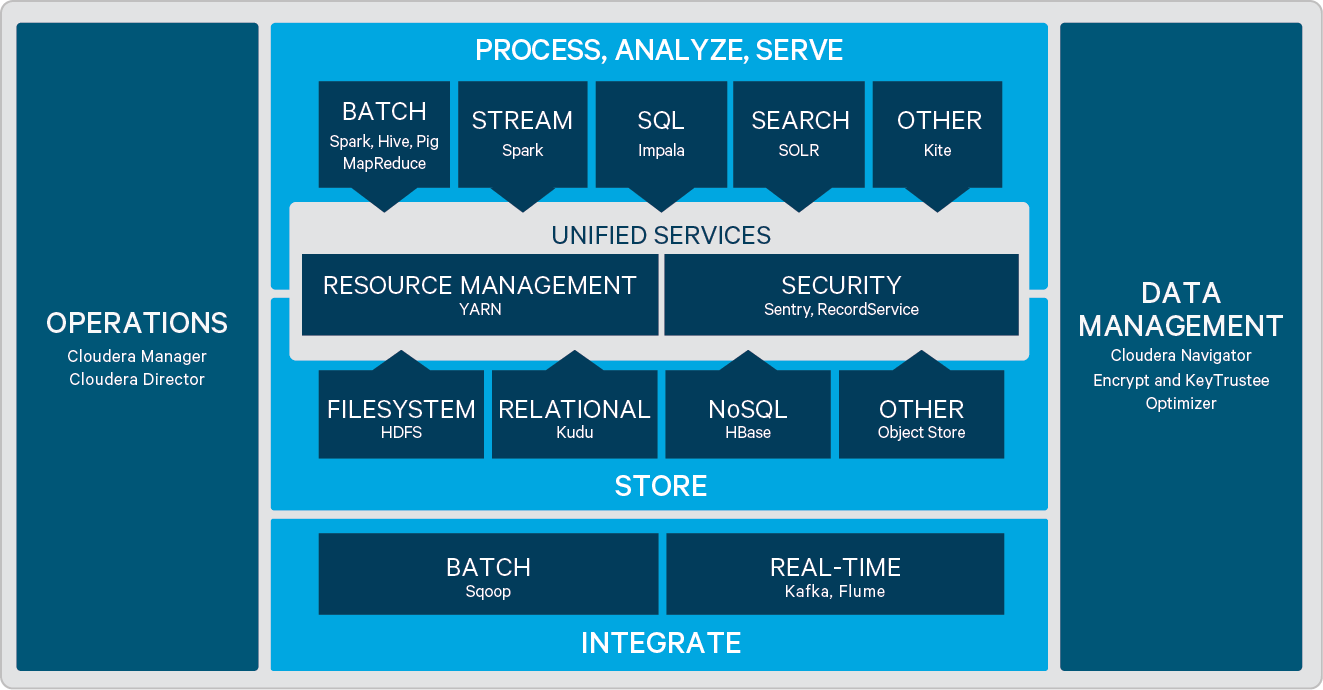 OPERATIONS
Cloudera Manager
Cloudera Director
PROCESS, ANALYZE, SERVE
BATCH
Spark, Hive, Pig
MapReduce
STREAM
Spark
SQL
Impala
SEARCH
SOLR
OTHER
Kite
UNIFIED SERVICES
RESOURCE MANAGEMENT
YARN
SECURITY
Sentry, RecordService
FILESYSTEM
HDFS
RELATIONAL
Kudu
NoSQL
HBase
OTHER
Object Store
STORE
BATCH
Sqoop
REAL-TIME
Kafka, Flume
INTEGRATE
DATA
MANAGEMENT
Cloudera Navigator
Encrypt and KeyTrustee
Optimizer